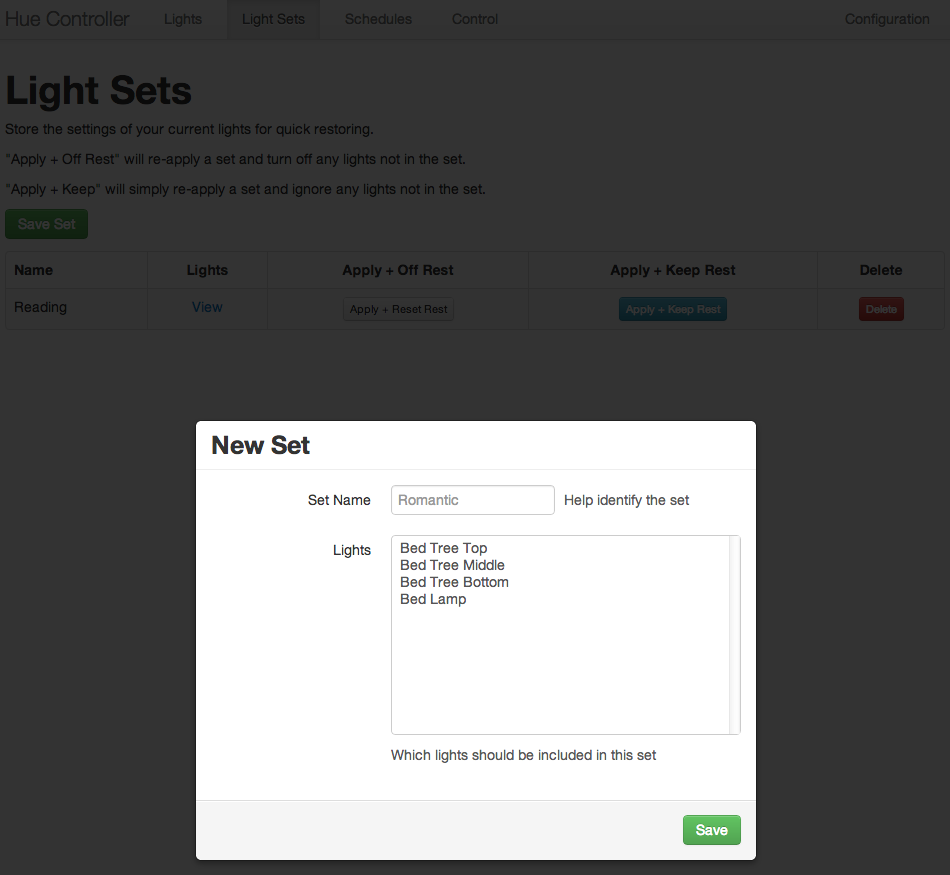 Hue Controller Lights Light Sets Schedules Control Configuration
Light Sets
Store the settings of your current lights for quick restoring.
"Apply + Off Rest" will re-apply a set and turn off any lights not in the set.
"Apply + Keep" will simply re-apply a set and ignore any lights not in the set.
Save Set
Name Lights Apply + Off Rest Apply + Keep Rest Delete
Reading View Apply + Reset Rest Apply + Keep Rest Delete
New Set
Set Name Romantic Help identify the set
Lights Bed Tree Top
Bed Tree Middle
Bed Tree Bottom
Bed Lamp
Which lights should be included in this set
Save